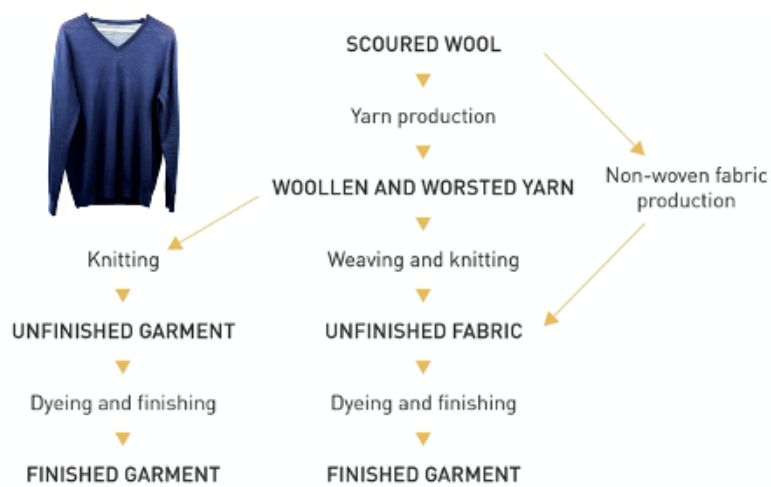 SCOURED WOOL
Yarn production
WOOLLEN AND WORSTED YARN
Non-woven fabric
production
Knitting
Weaving and knitting
UNFINISHED GARMENT
UNFINISHED FABRIC
Dyeing and finishing
Dyeing and finishing
FINISHED GARMENT
FINISHED GARMENT